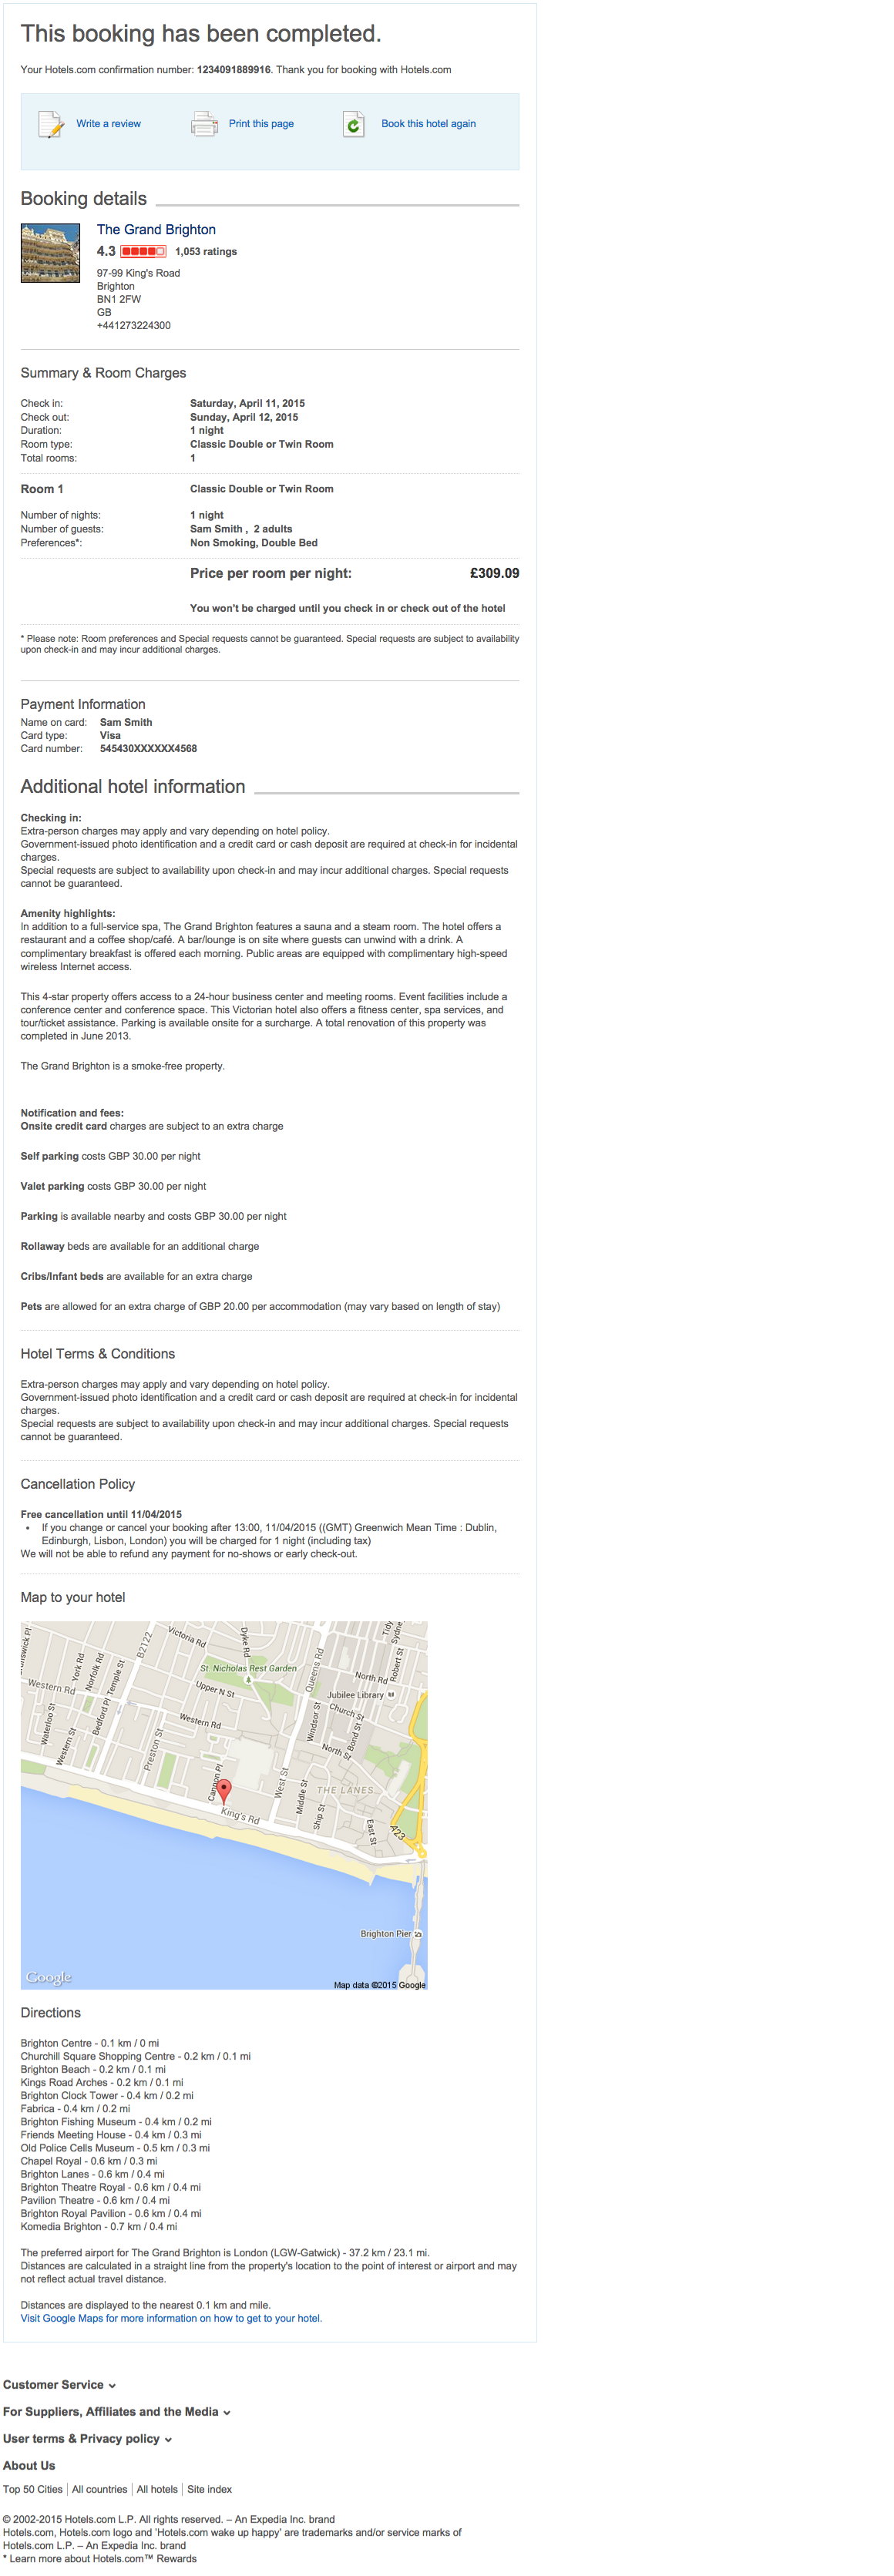 This booking has been completed.
Your Hotels.com confirmation number: 1234091889916. Thank you for booking with Hotels.com
Write a review
Print this page
Book this hotel again
Booking details
The Grand Brighton
4.3 1,053 ratings
97-99 King's Road
Brighton
BN1 2FW
GB
+441273224300
Summary & Room Charges
Check in: Saturday, April 11, 2015
Check out: Sunday, April 12, 2015
Duration: 1 night
Room type: Classic Double or Twin Room
Total rooms: 1
Room 1 Classic Double or Twin Room
Number of nights: 1 night
Number of guests: Sam Smith , 2 adults
Preferences*: Non Smoking, Double Bed
Price per room per night: £309.09
You won't be charged until you check in or check out of the hotel
* Please note: Room preferences and Special requests cannot be guaranteed. Special requests are subject to availability
upon check-in and may incur additional charges.
Payment Information
Name on card: Sam Smith
Card type: Visa
Card number: 545430XXXXXX4568
Additional hotel information
Checking in:
Extra-person charges may apply and vary depending on hotel policy.
Government-issued photo identification and a credit card or cash deposit are required at check-in for incidental
charges.
Special requests are subject to availability upon check-in and may incur additional charges. Special requests
cannot be guaranteed.
Amenity highlights:
In addition to a full-service spa, The Grand Brighton features a sauna and a steam room. The hotel offers a
restaurant and a coffee shop/café. A bar/lounge is on site where guests can unwind with a drink. A
complimentary breakfast is offered each morning. Public areas are equipped with complimentary high-speed
wireless Internet access.
This 4-star property offers access to a 24-hour business center and meeting rooms. Event facilities include a
conference center and conference space. This Victorian hotel also offers a fitness center, spa services, and
tour/ticket assistance. Parking is available onsite for a surcharge. A total renovation of this property was
completed in June 2013.
The Grand Brighton is a smoke-free property.
Notification and fees:
Onsite credit card charges are subject to an extra charge
Self parking costs GBP 30.00 per night
Valet parking costs GBP 30.00 per night
Parking is available nearby and costs GBP 30.00 per night
Rollaway beds are available for an additional charge
Cribs/Infant beds are available for an extra charge
Pets are allowed for an extra charge of GBP 20.00 per accommodation (may vary based on length of stay)
Hotel Terms & Conditions
Extra-person charges may apply and vary depending on hotel policy.
Government-issued photo identification and a credit card or cash deposit are required at check-in for incidental
charges.
Special requests are subject to availability upon check-in and may incur additional charges. Special requests
cannot be guaranteed.
Cancellation Policy
Free cancellation until 11/04/2015
• If you change or cancel your booking after 13:00, 11/04/2015 ((GMT) Greenwich Mean Time : Dublin,
Edinburgh, Lisbon, London) you will be charged for 1 night (including tax)
We will not be able to refund any payment for no-shows or early check-out.
Map to your hotel
Victoria Rd
Dyke Rd
B2122
York Rd
Norfolk Rd
Temple St
St. Nicholas Rest Garden
Queens Rd
North Rd
Robert St
Western Rd
Upper N St
Jubilee Library
Waterloo St
Western St
Bedford Pl
Western Rd
Windsor St
Church St
Bond St
Preston St
North St
Cannon Pl
West St
Middle St
THE LANES
Ship St
King's Rd
East St
A23
Brighton Pier
Google
Map data ©2015 Google
Directions
Brighton Centre - 0.1 km / 0 mi
Churchill Square Shopping Centre - 0.2 km / 0.1 mi
Brighton Beach - 0.2 km / 0.1 mi
Kings Road Arches - 0.2 km / 0.1 mi
Brighton Clock Tower - 0.4 km / 0.2 mi
Fabrica - 0.4 km / 0.2 mi
Brighton Fishing Museum - 0.4 km / 0.2 mi
Friends Meeting House - 0.4 km / 0.3 mi
Old Police Cells Museum - 0.5 km / 0.3 mi
Chapel Royal - 0.6 km / 0.3 mi
Brighton Lanes - 0.6 km / 0.4 mi
Brighton Theatre Royal - 0.6 km / 0.4 mi
Pavilion Theatre - 0.6 km / 0.4 mi
Brighton Royal Pavilion - 0.6 km / 0.4 mi
Komedia Brighton - 0.7 km / 0.4 mi
The preferred airport for The Grand Brighton is London (LGW-Gatwick) - 37.2 km / 23.1 mi.
Distances are calculated in a straight line from the property's location to the point of interest or airport and may
not reflect actual travel distance.
Distances are displayed to the nearest 0.1 km and mile.
Visit Google Maps for more information on how to get to your hotel.
Customer Service
For Suppliers, Affiliates and the Media
User terms & Privacy policy
About Us
Top 50 Cities | All countries | All hotels | Site index
© 2002-2015 Hotels.com L.P. All rights reserved. – An Expedia Inc. brand
Hotels.com, Hotels.com logo and 'Hotels.com wake up happy' are trademarks and/or service marks of
Hotels.com L.P. – An Expedia Inc. brand
* Learn more about Hotels.com™ Rewards